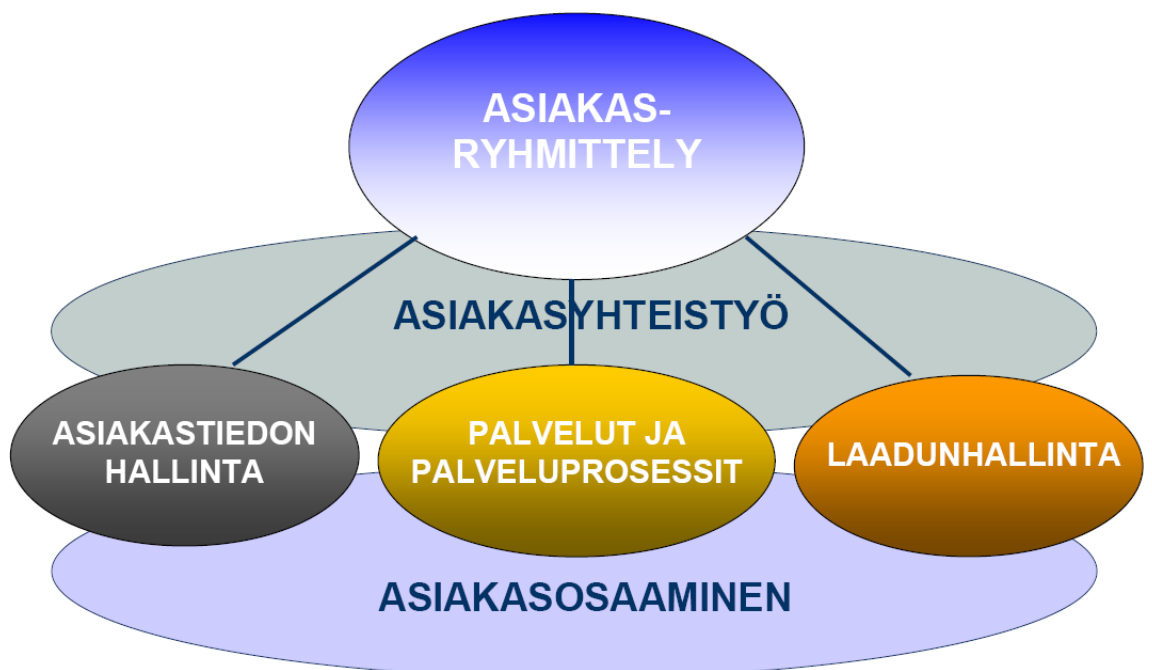 ASIAKAS-
RYHMITTELY
ASIAKASYHTEISTYÖ
ASIAKASTIEDON
HALLINTA
PALVELUT JA
PALVELUPROSESSIT
LAADUNHALLINTA
ASIAKASOSAAMINEN